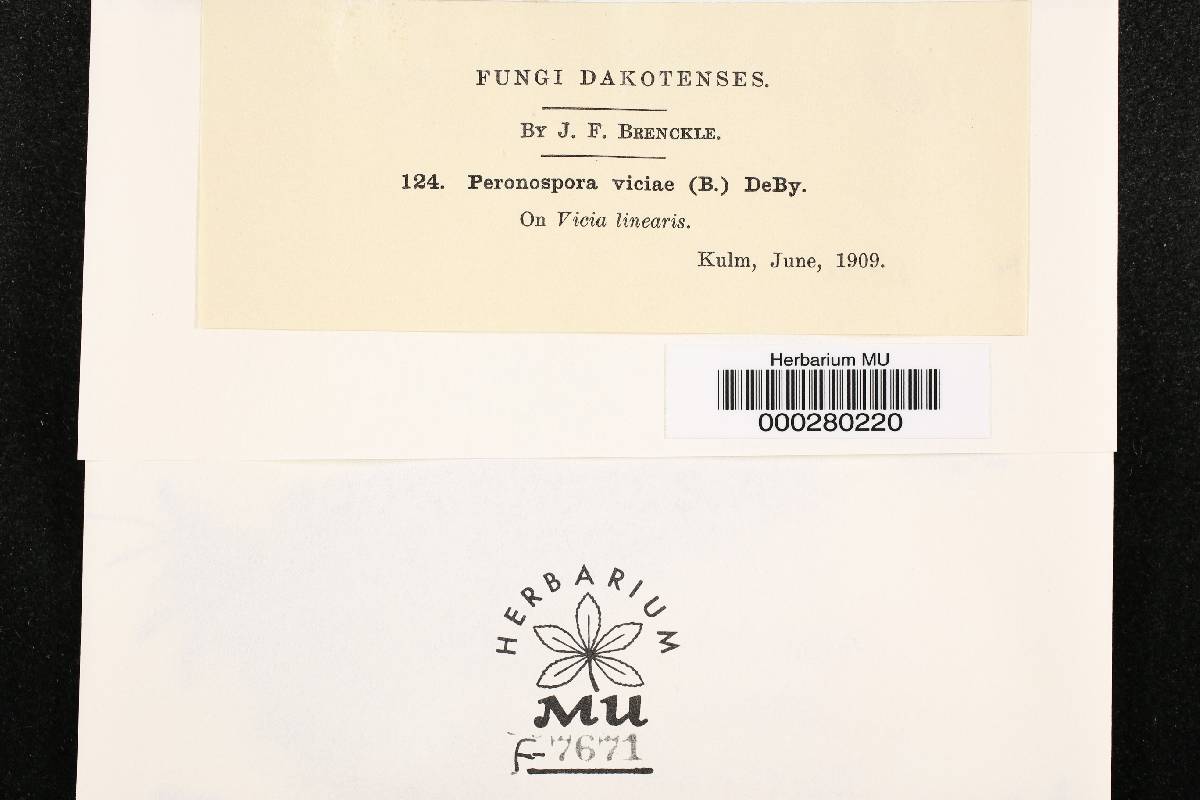 FUNGI DAKOTENSES.
BY J. F. BRENCKLE.
124. Peronospora viciae (B.) DeBy.
On Vicia linearis.
Kulm, June, 1909.
Herbarium MU
000280220
HERBARIUM
MU
F-7671